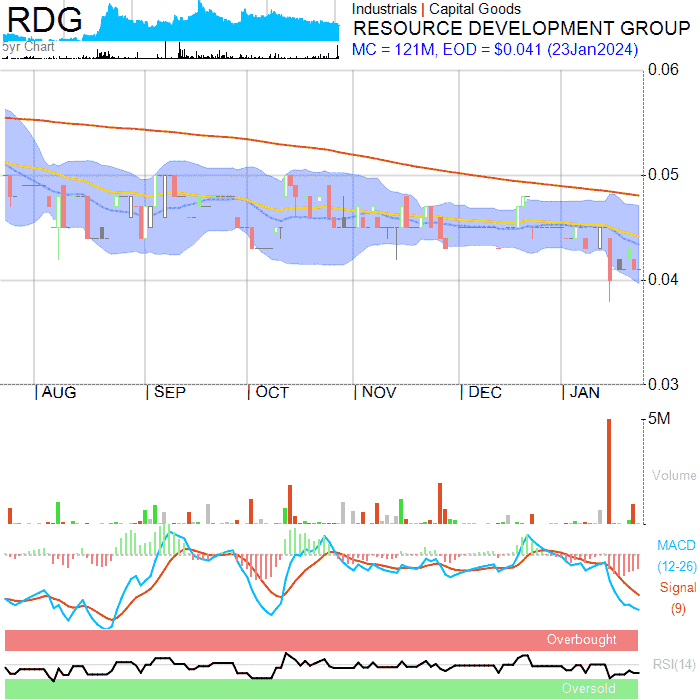 RDG
5yr Chart
Industrials | Capital Goods
RESOURCE DEVELOPMENT GROUP
MC = 121M, EOD = $0.041 (23Jan2024)
0.06
0.05
0.04
0.03
|AUG |SEP |OCT |NOV |DEC |JAN
5M
Volume
MACD
(12-26)
Signal
(9)
Overbought
RSI(14)
Oversold